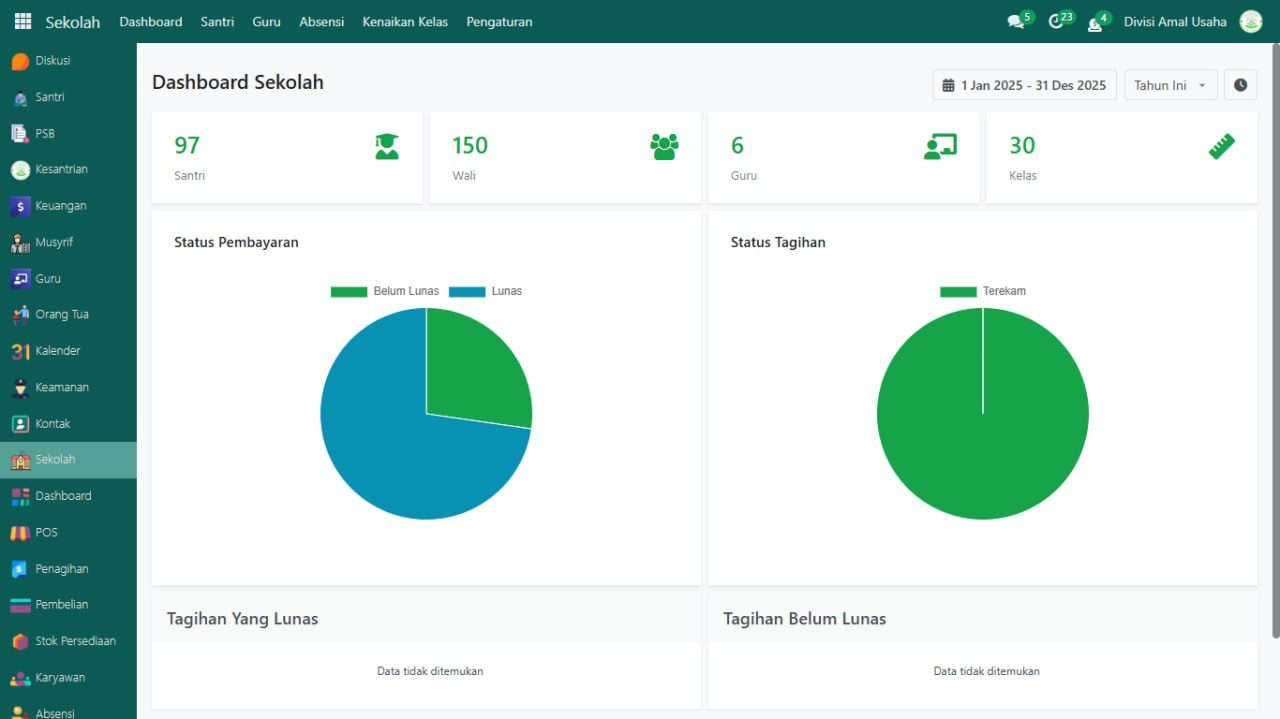 Sekolah Dashboard Santri Guru Absensi Kenaikan Kelas Pengaturan 5 23 4 Divisi Amal Usaha
Diskusi
Santri
PSB
Kesantrian
Keuangan
Musyrif
Guru
Orang Tua
31 Kalender
Keamanan
Kontak
Sekolah
Dashboard
POS
Penagihan
Pembelian
Stok Persediaan
Karyawan
Absensi
Dashboard Sekolah
1 Jan 2025 - 31 Des 2025 Tahun Ini
97
Santri
150
Wali
6
Guru
30
Kelas
Status Pembayaran
Belum Lunas Lunas
Status Tagihan
Terekam
Tagihan Yang Lunas
Data tidak ditemukan
Tagihan Belum Lunas
Data tidak ditemukan